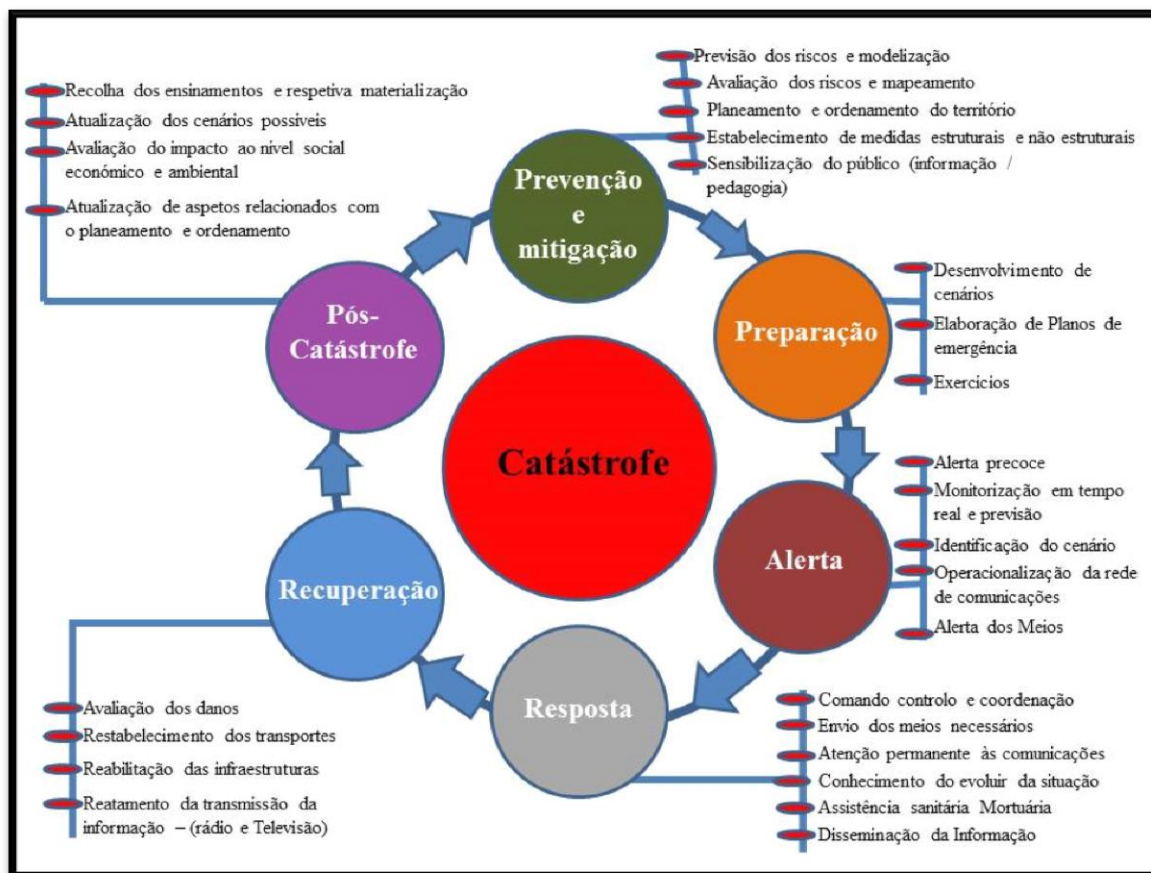 Previsão dos riscos e modelização
Avaliação dos riscos e mapeamento
Planeamento e ordenamento do território
Estabelecimento de medidas estruturais e não estruturais
Sensibilização do público (informação /
pedagogia)
Recolha dos ensinamentos e respetiva materialização
Atualização dos cenários possíveis
Avaliação do impacto ao nível social
económico e ambiental
Atualização de aspetos relacionados com
o planeamento e ordenamento
Prevenção
e
mitigação
Preparação
Desenvolvimento de
cenários
Elaboração de Planos de
emergência
Exercícios
Pós-
Catástrofe
Catástrofe
Alerta
Alerta precoce
Monitorização em tempo
real e previsão
Identificação do cenário
Operacionalização da rede
de comunicações
Alerta dos Meios
Recuperação
Resposta
Comando controlo e coordenação
Envio dos meios necessários
Atenção permanente às comunicações
Conhecimento do evoluir da situação
Assistência sanitária Mortuária
Disseminação da Informação
Avaliação dos danos
Restabelecimento dos transportes
Reabilitação das infraestruturas
Reatamento da transmissão da
informação – (rádio e Televisão)